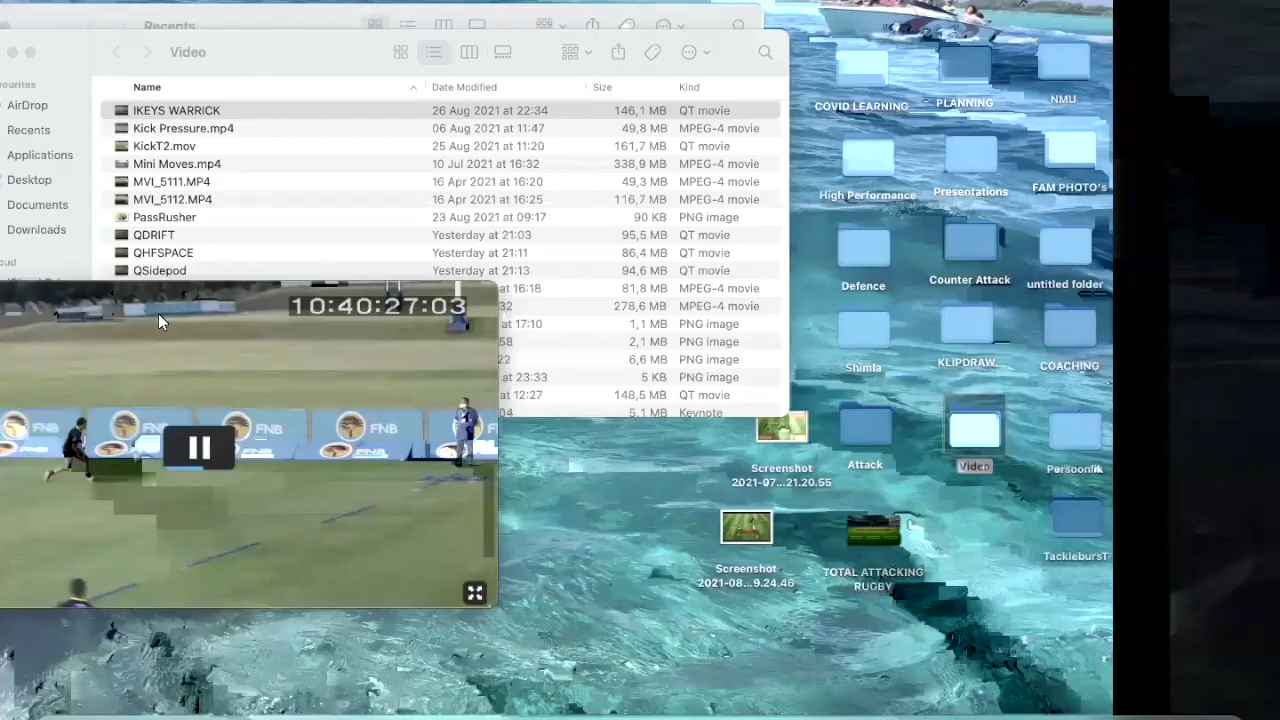 Recents
Video
Favourites
AirDrop
Recents
Applications
Desktop
Documents
Downloads
Name Date Modified Size Kind
IKEYS WARRICK 26 Aug 2021 at 22:34 146,1 MB QT movie
Kick Pressure.mp4 06 Aug 2021 at 11:47 49,8 MB MPEG-4 movie
KickT2.mov 25 Aug 2021 at 11:20 161,7 MB QT movie
Mini Moves.mp4 10 Jul 2021 at 16:32 338,9 MB MPEG-4 movie
MVI_5111.MP4 16 Apr 2021 at 16:20 49,3 MB MPEG-4 movie
MVI_5112.MP4 16 Apr 2021 at 16:25 116,7 MB MPEG-4 movie
PassRusher 23 Aug 2021 at 09:17 90 KB PNG image
QDRIFT Yesterday at 21:03 95,5 MB QT movie
QHFSPACE Yesterday at 21:11 86,4 MB QT movie
QSidepod Yesterday at 21:13 94,6 MB QT movie
at 16:18 81,8 MB MPEG-4 movie
32 278,6 MB MPEG-4 movie
at 17:10 1,1 MB PNG image
58 2,1 MB PNG image
22 6,6 MB PNG image
at 23:33 5 KB PNG image
at 12:27 148,5 MB QT movie
04 5,1 MB Keynote
10:40:27:03
FNB FNB FNB FNB
FNB
COVID LEARNING
PLANNING
NMU
High Performance
Presentations
FAM PHOTO's
Defence
Counter Attack
untitled folder
Shimla
KLIPDRAW
COACHING
Screenshot
2021-07...21.20.55
Attack
Video
Persoonlik
Screenshot
2021-08...9.24.46
TOTAL ATTACKING
RUGBY
TackleburstT